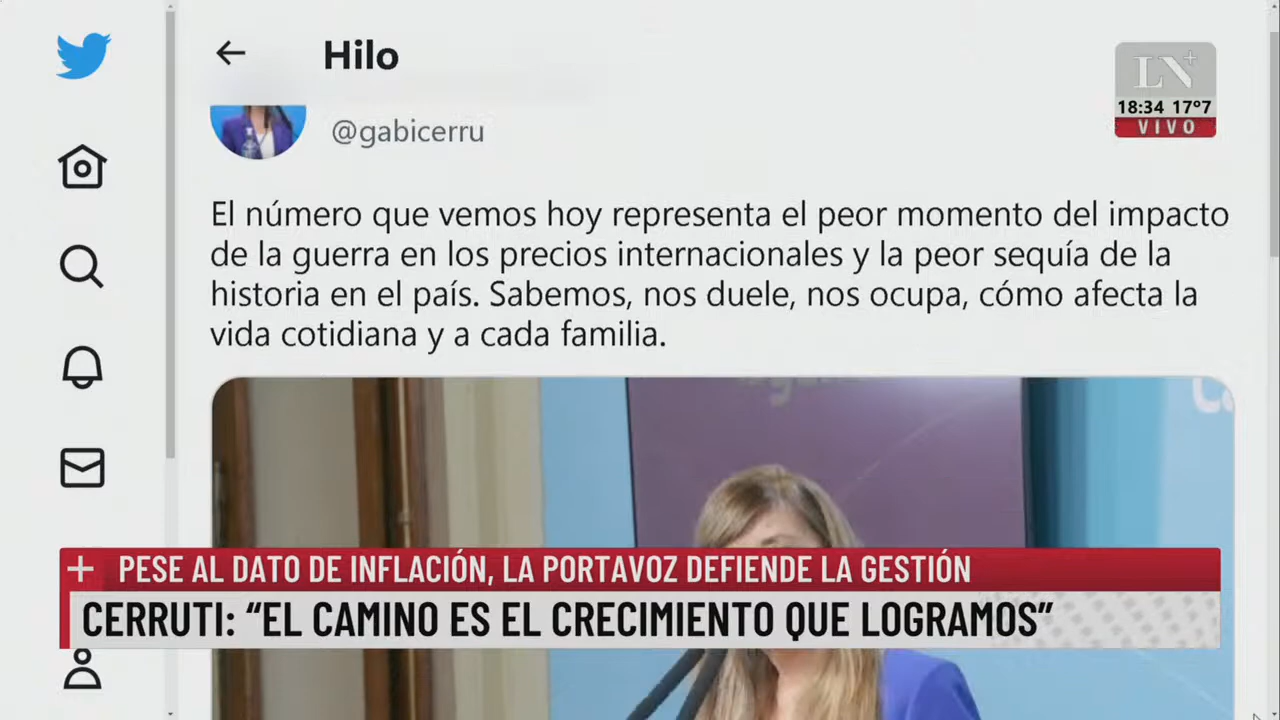 Hilo
@gabicerru
LN+
18:34 17º7
VIVO
El número que vemos hoy representa el peor momento del impacto
de la guerra en los precios internacionales y la peor sequía de la
historia en el país. Sabemos, nos duele, nos ocupa, cómo afecta la
vida cotidiana y a cada familia.
+ PESE AL DATO DE INFLACIÓN, LA PORTAVOZ DEFIENDE LA GESTIÓN
CERRUTI: “EL CAMINO ES EL CRECIMIENTO QUE LOGRAMOS”